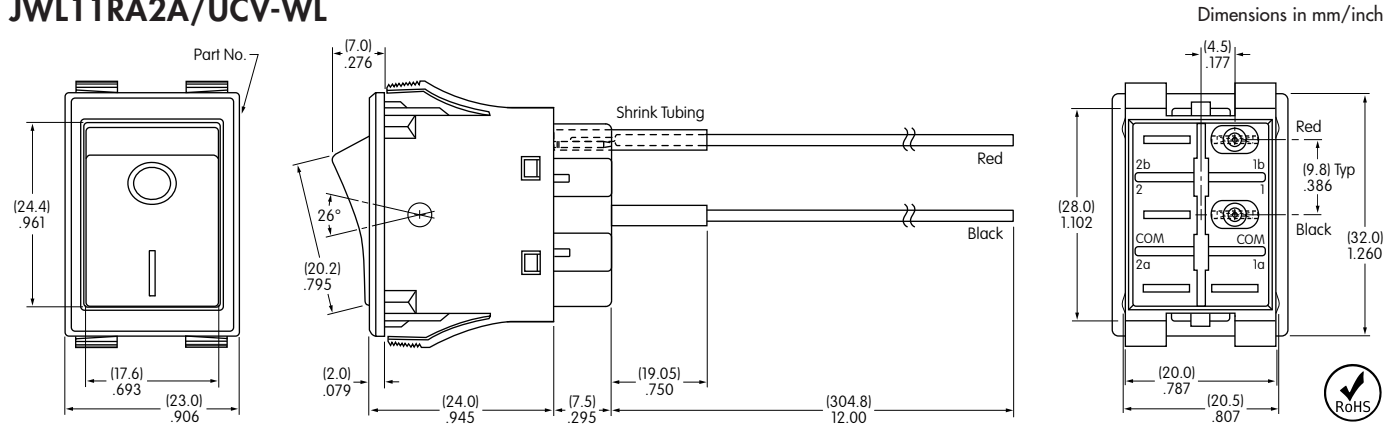 JWL11RA2A/UCV-WL
Dimensions in mm/inch
Part No.
(24.4)
.961
(17.6)
.693
(23.0)
.906
(7.0)
.276
Shrink Tubing
Red
Black
26°
(20.2)
.795
(2.0)
.079
(24.0)
.945
(7.5)
.295
(19.05)
.750
(304.8)
12.00
(4.5)
.177
Red
2b
1b
2
1
(9.8) Typ
.386
(28.0)
1.102
Black
COM
COM
2a
1a
(32.0)
1.260
(20.0)
.787
(20.5)
.807
RoHS